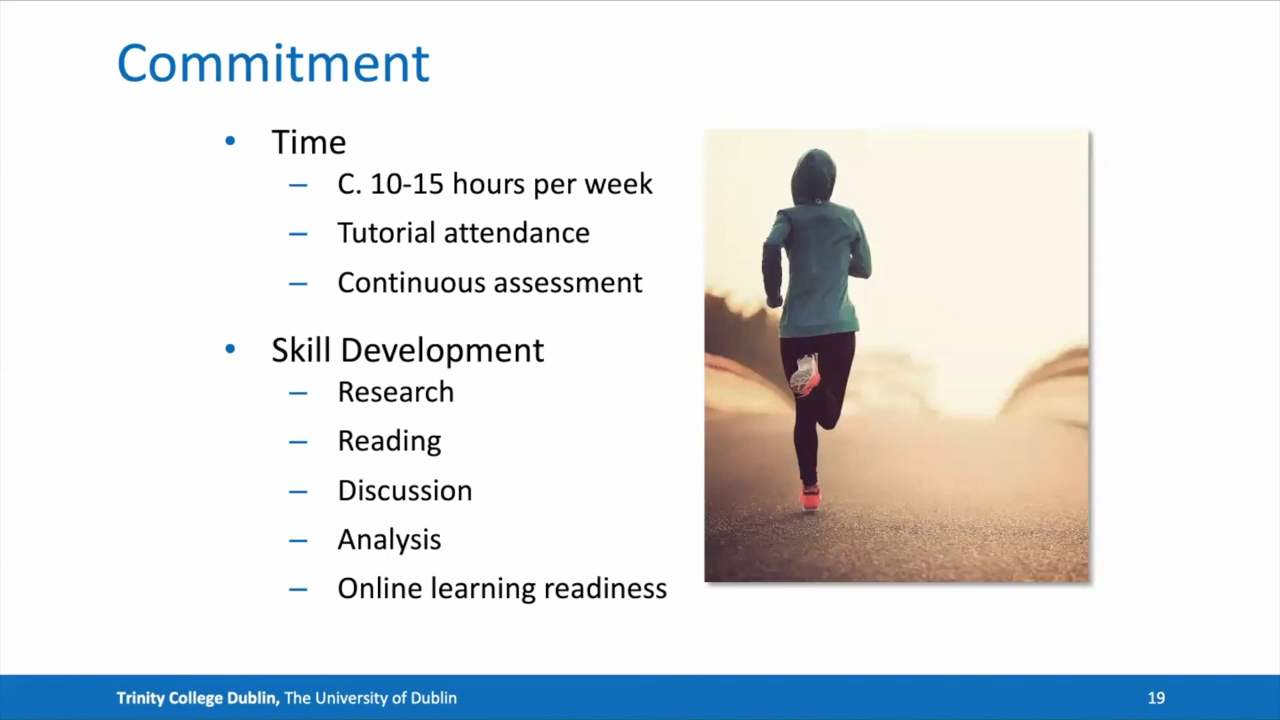 Commitment
• Time
– C. 10-15 hours per week
– Tutorial attendance
– Continuous assessment
• Skill Development
– Research
– Reading
– Discussion
– Analysis
– Online learning readiness
Trinity College Dublin, The University of Dublin
19